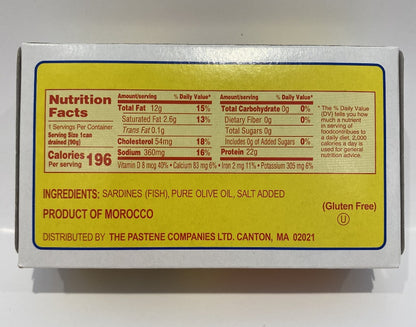 Nutrition
Facts
1 Servings Per Container
Serving Size 1can
drained (90g)
Calories 196
Per serving
Amount/serving % Daily Value*
Total Fat 12g 15%
Saturated Fat 2.6g 13%
Trans Fat 0.1g
Cholesterol 54mg 18%
Sodium 360mg 16%
Amount/serving % Daily Value*
Total Carbohydrate 0g 0%
Dietary Fiber 0g 0%
Total Sugars 0g
Includes 0g of Added Sugars 0%
Protein 22g
Vitamin D 8 mcg 40% • Calcium 83 mg 6% • Iron 2 mg 11% • Potassium 305 mg 6%
* The % Daily Value
(DV) tells you how
much a nutrient in
serving of
foodcontributes to
a daily diet. 2,000
calories a day is
used for general
nutrition advice.
INGREDIENTS: SARDINES (FISH), PURE OLIVE OIL, SALT ADDED
PRODUCT OF MOROCCO
(Gluten Free)
U
DISTRIBUTED BY THE PASTENE COMPANIES LTD. CANTON, MA 02021